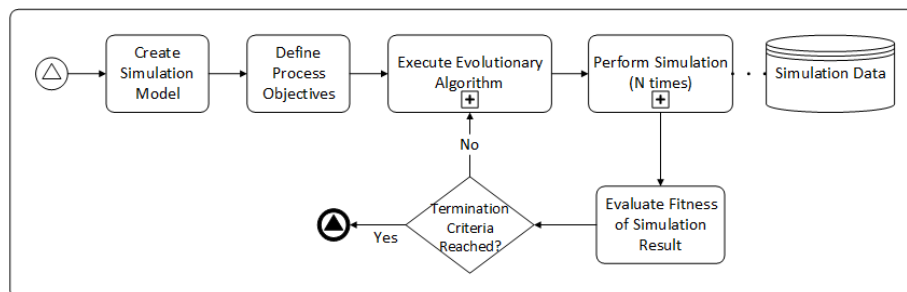 Create
Simulation
Model
Define
Process
Objectives
Execute Evolutionary
Algorithm
Perform Simulation
(N times)
Simulation Data
No
Termination
Criteria
Reached?
Yes
Evaluate Fitness
of Simulation
Result